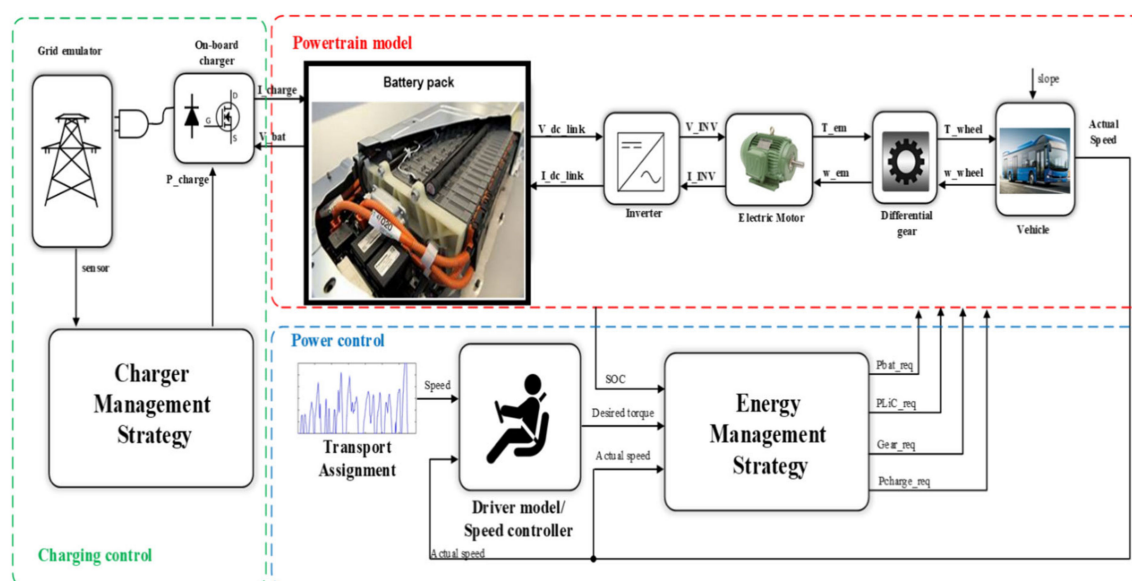 Grid emulator
On-board
charger
D
G
S
I_charge
V_bat
P_charge
sensor
Charger
Management
Strategy
Charging control
Powertrain model
Battery pack
V_dc_link
I_dc_link
Inverter
V_INV
I_INV
Electric Motor
T_em
w_em
Differential
gear
T_wheel
w_wheel
slope
Vehicle
Actual
Speed
Power control
Transport
Assignment
Speed
Actual speed
Driver model/
Speed controller
SOC
Desired torque
Actual speed
Energy
Management
Strategy
Pbat_req
PLiC_req
Gear_req
Pcharge_req